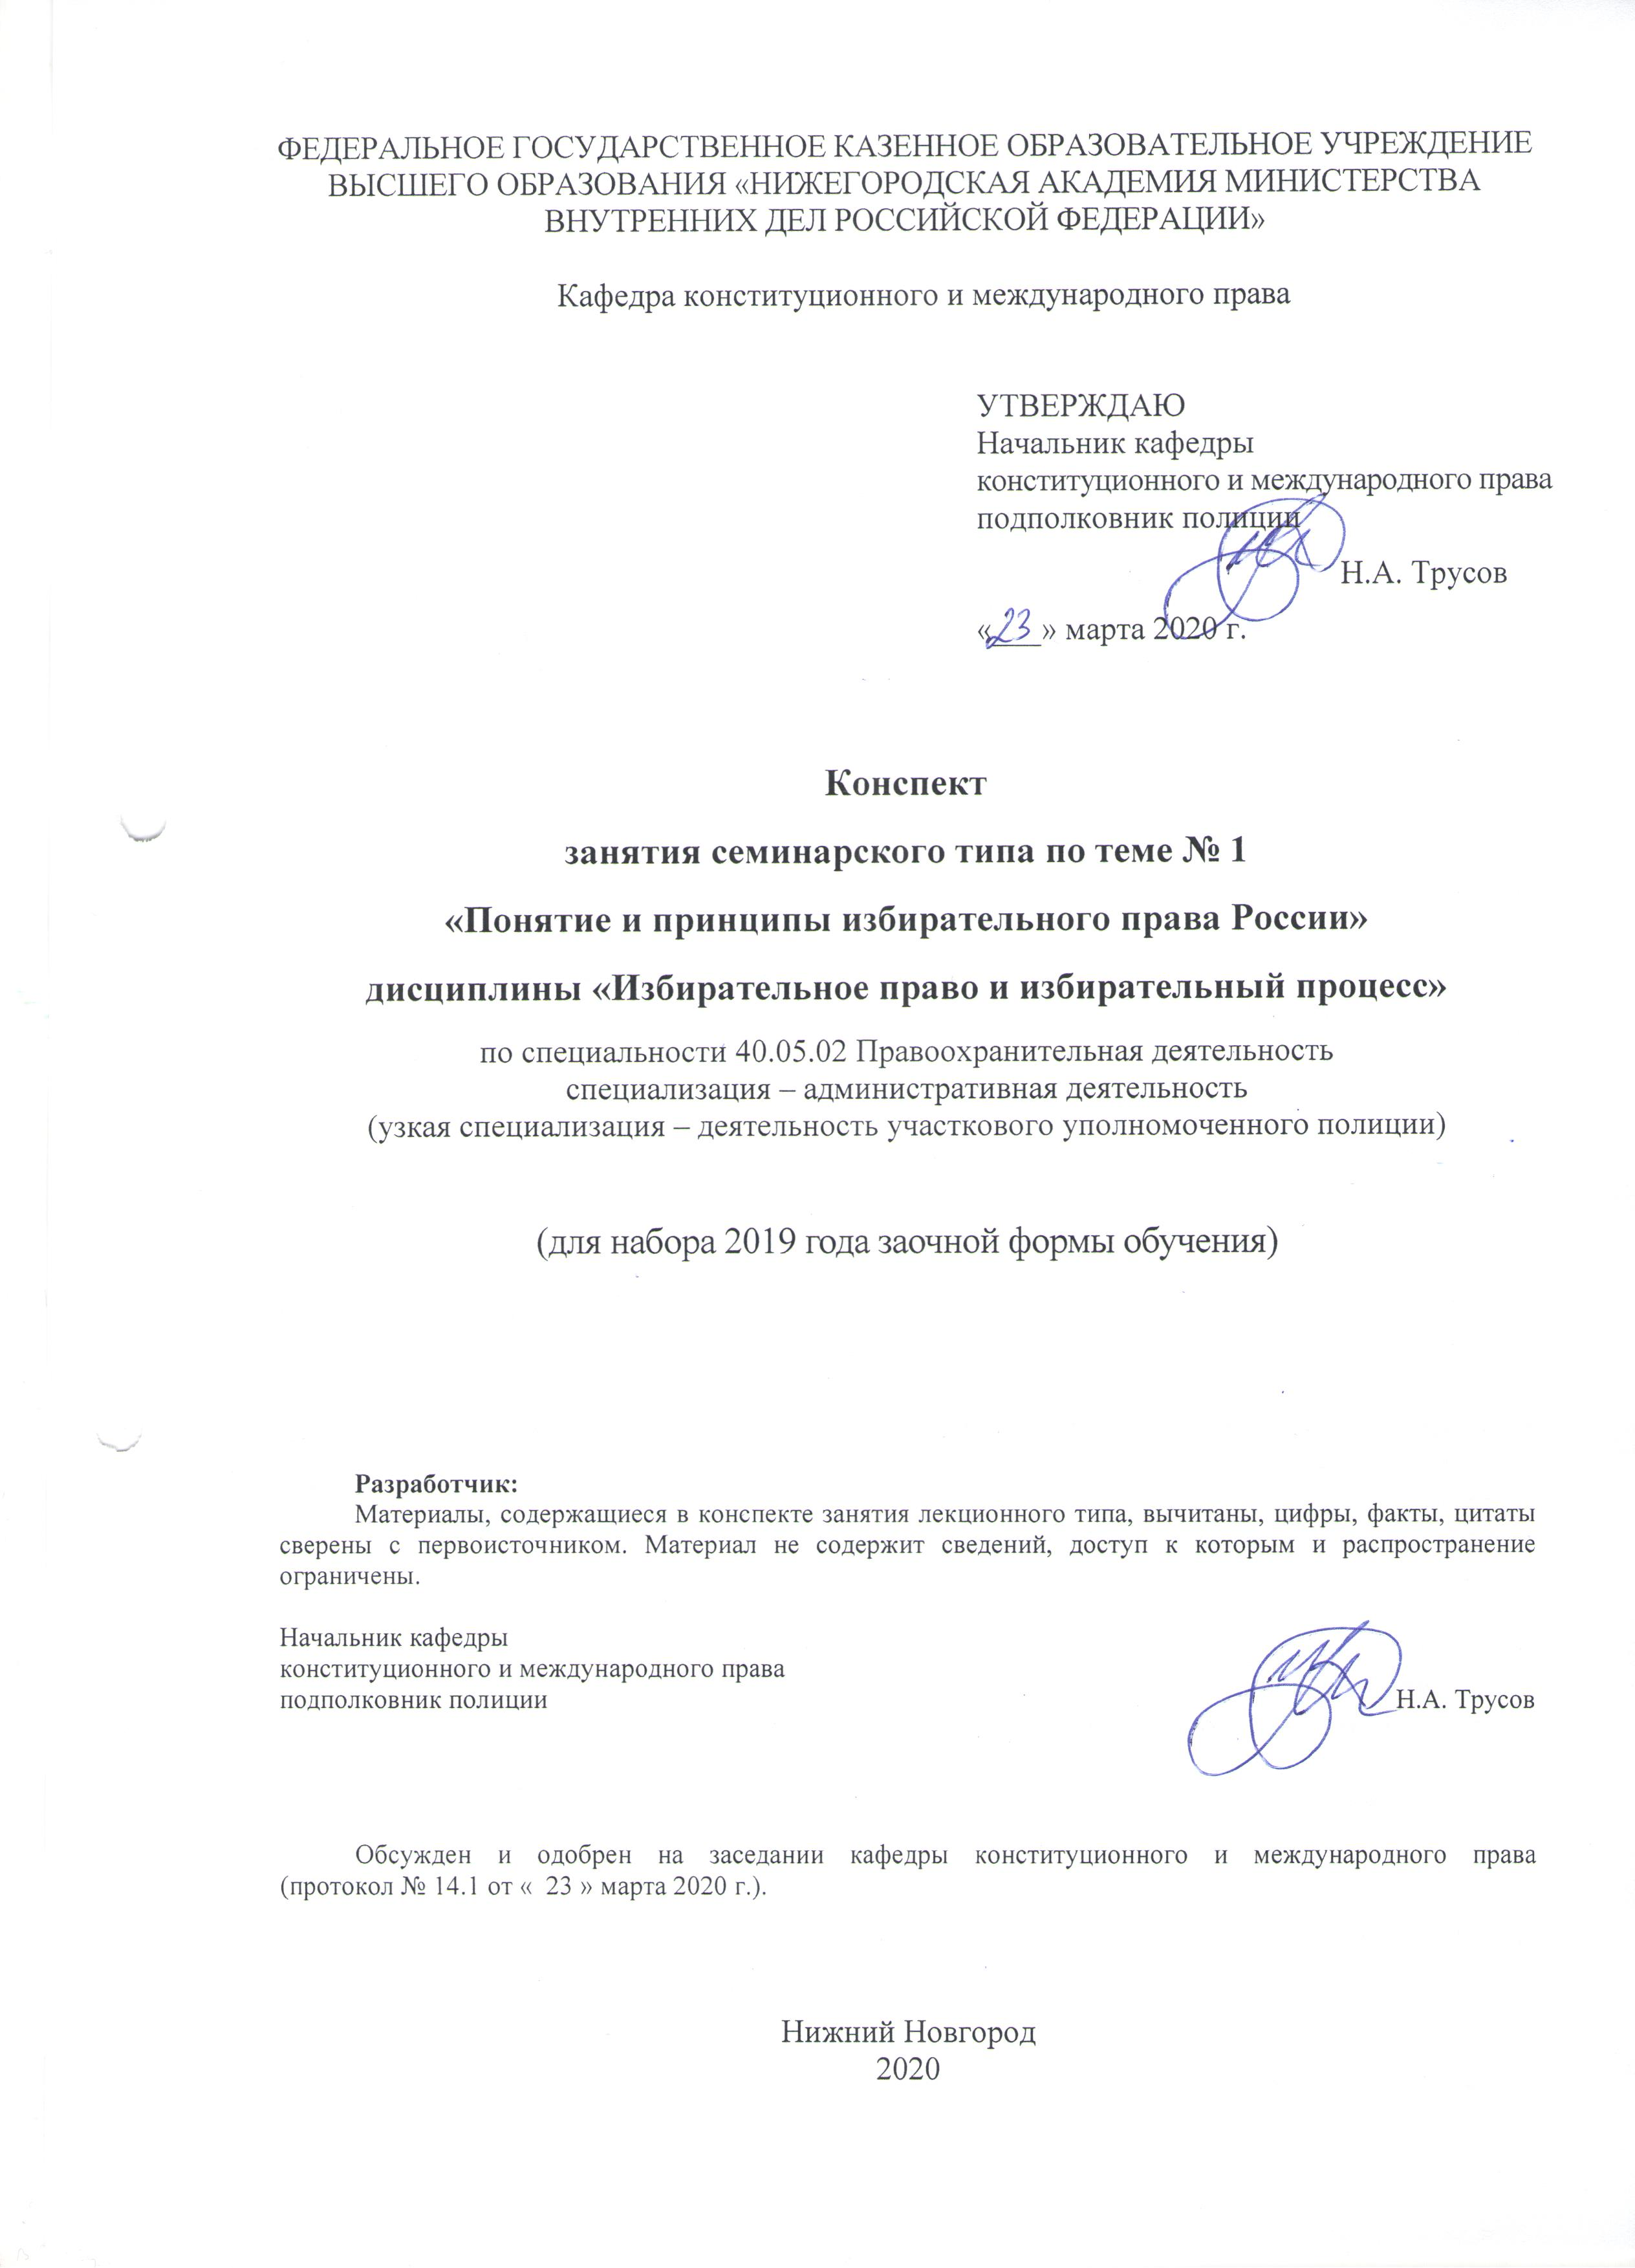 ФЕДЕРАЛЬНОЕ ГОСУДАРСТВЕННОЕ КАЗЕННОЕ ОБРАЗОВАТЕЛЬНОЕ УЧРЕЖДЕНИЕ
ВЫСШЕГО ОБРАЗОВАНИЯ «НИЖЕГОРОДСКАЯ АКАДЕМИЯ МИНИСТЕРСТВА
ВНУТРЕННИХ ДЕЛ РОССИЙСКОЙ ФЕДЕРАЦИИ»
Кафедра конституционного и международного права
УТВЕРЖДАЮ
Начальник кафедры
конституционного и международного права
подполковник полиции
Н.А. Трусов
«23» марта 2020 г.
Конспект
занятия семинарского типа по теме № 1
«Понятие и принципы избирательного права России»
дисциплины «Избирательное право и избирательный процесс»
по специальности 40.05.02 Правоохранительная деятельность
специализация – административная деятельность
(узкая специализация – деятельность участкового уполномоченного полиции)
(для набора 2019 года заочной формы обучения)
Разработчик:
Материалы, содержащиеся в конспекте занятия лекционного типа, вычитаны, цифры, факты, цитаты
сверены с первоисточником. Материал не содержит сведений, доступ к которым и распространение
ограничены.
Начальник кафедры
конституционного и международного права
подполковник полиции Н.А. Трусов
Обсужден и одобрен на заседании кафедры конституционного и международного права
(протокол № 14.1 от « 23 » марта 2020 г.).
Нижний Новгород
2020